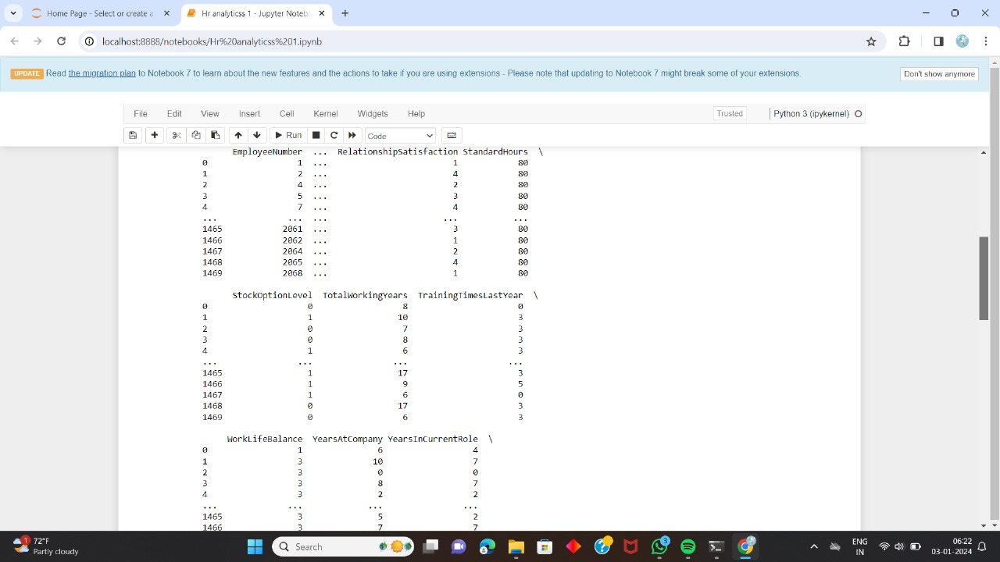 Home Page - Select or create a
Hr analyticss 1 - Jupyter Notebo
localhost:8888/notebooks/Hr%20analyticss%201.ipynb
UPDATE Read the migration plan to Notebook 7 to learn about the new features and the actions to take if you are using extensions - Please note that updating to Notebook 7 might break some of your extensions.
Don't show anymore
File Edit View Insert Cell Kernel Widgets Help
Trusted
Python 3 (ipykernel)
Run
Code
EmployeeNumber ... RelationshipSatisfaction StandardHours \
0 1 ... 1 80
1 2 ... 4 80
2 4 ... 2 80
3 5 ... 3 80
4 7 ... 4 80
... ... ... ... ...
1465 2061 ... 3 80
1466 2062 ... 1 80
1467 2064 ... 2 80
1468 2065 ... 4 80
1469 2068 ... 1 80
StockOptionLevel TotalWorkingYears TrainingTimesLastYear \
0 0 8 0
1 1 10 3
2 0 7 3
3 0 8 3
4 1 6 3
... ... ... ...
1465 1 17 3
1466 1 9 5
1467 1 6 0
1468 0 17 3
1469 0 6 3
WorkLifeBalance YearsAtCompany YearsInCurrentRole \
0 1 6 4
1 3 10 7
2 3 0 0
3 3 8 7
4 3 2 2
... ... ... ...
1465 3 5 2
1466 3 7 7
1
72°F
Partly cloudy
Search
3
ENG
IN
06:22
03-01-2024